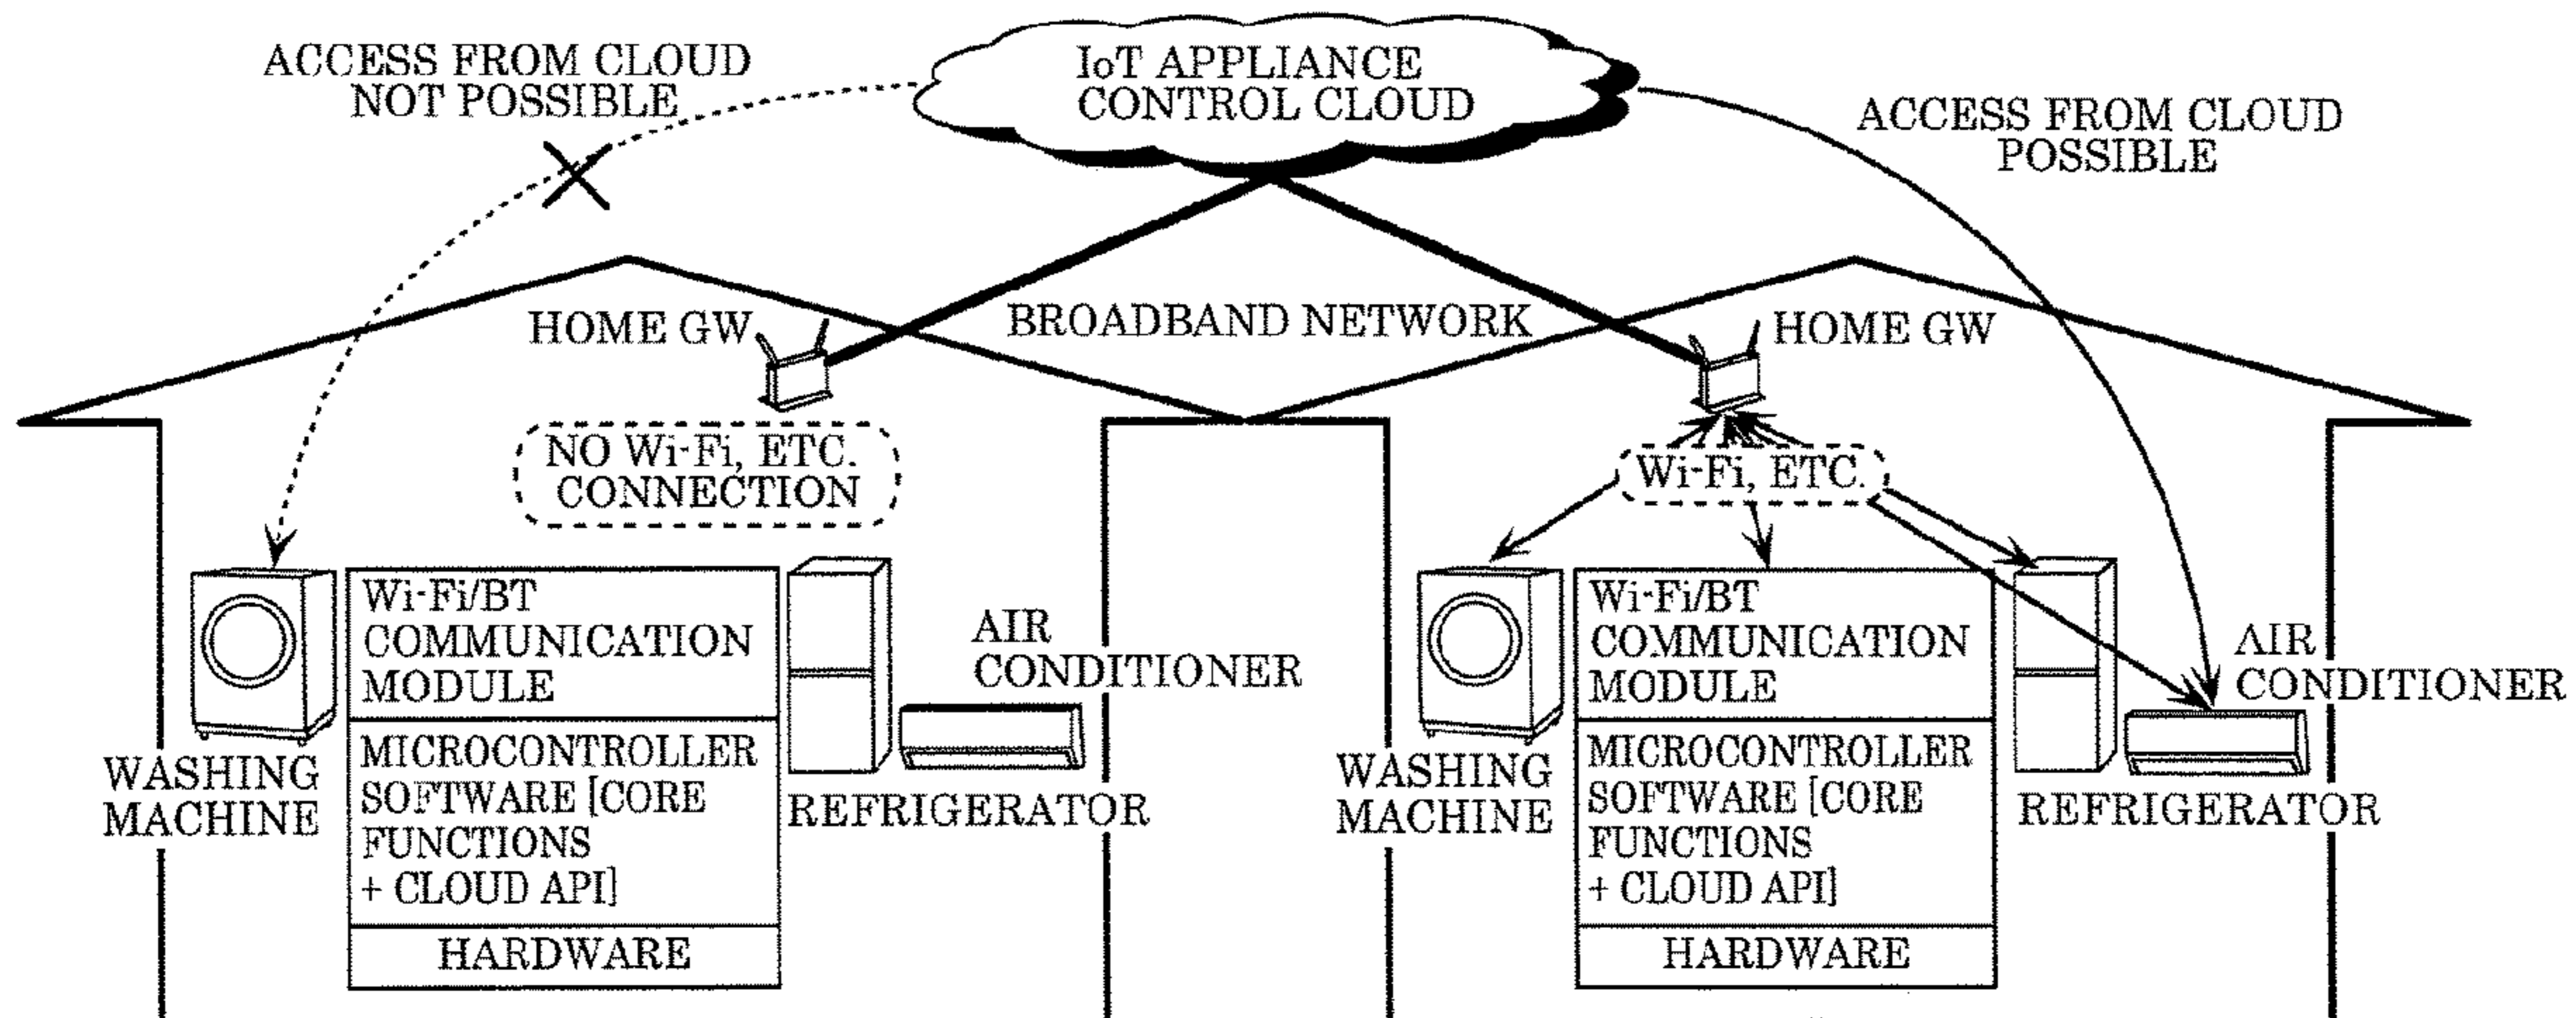 ACCESS FROM CLOUD
NOT POSSIBLE
IoT APPLIANCE
CONTROL CLOUD
ACCESS FROM CLOUD
POSSIBLE
HOME GW
BROADBAND NETWORK
HOME GW
NO Wi-Fi, ETC.
CONNECTION
Wi-Fi, ETC.
Wi-Fi/BT
COMMUNICATION
MODULE
MICROCONTROLLER
SOFTWARE [CORE
FUNCTIONS
+ CLOUD API]
HARDWARE
WASHING
MACHINE
REFRIGERATOR
AIR
CONDITIONER
Wi-Fi/BT
COMMUNICATION
MODULE
MICROCONTROLLER
SOFTWARE [CORE
FUNCTIONS
+ CLOUD API]
HARDWARE
WASHING
MACHINE
REFRIGERATOR
AIR
CONDITIONER